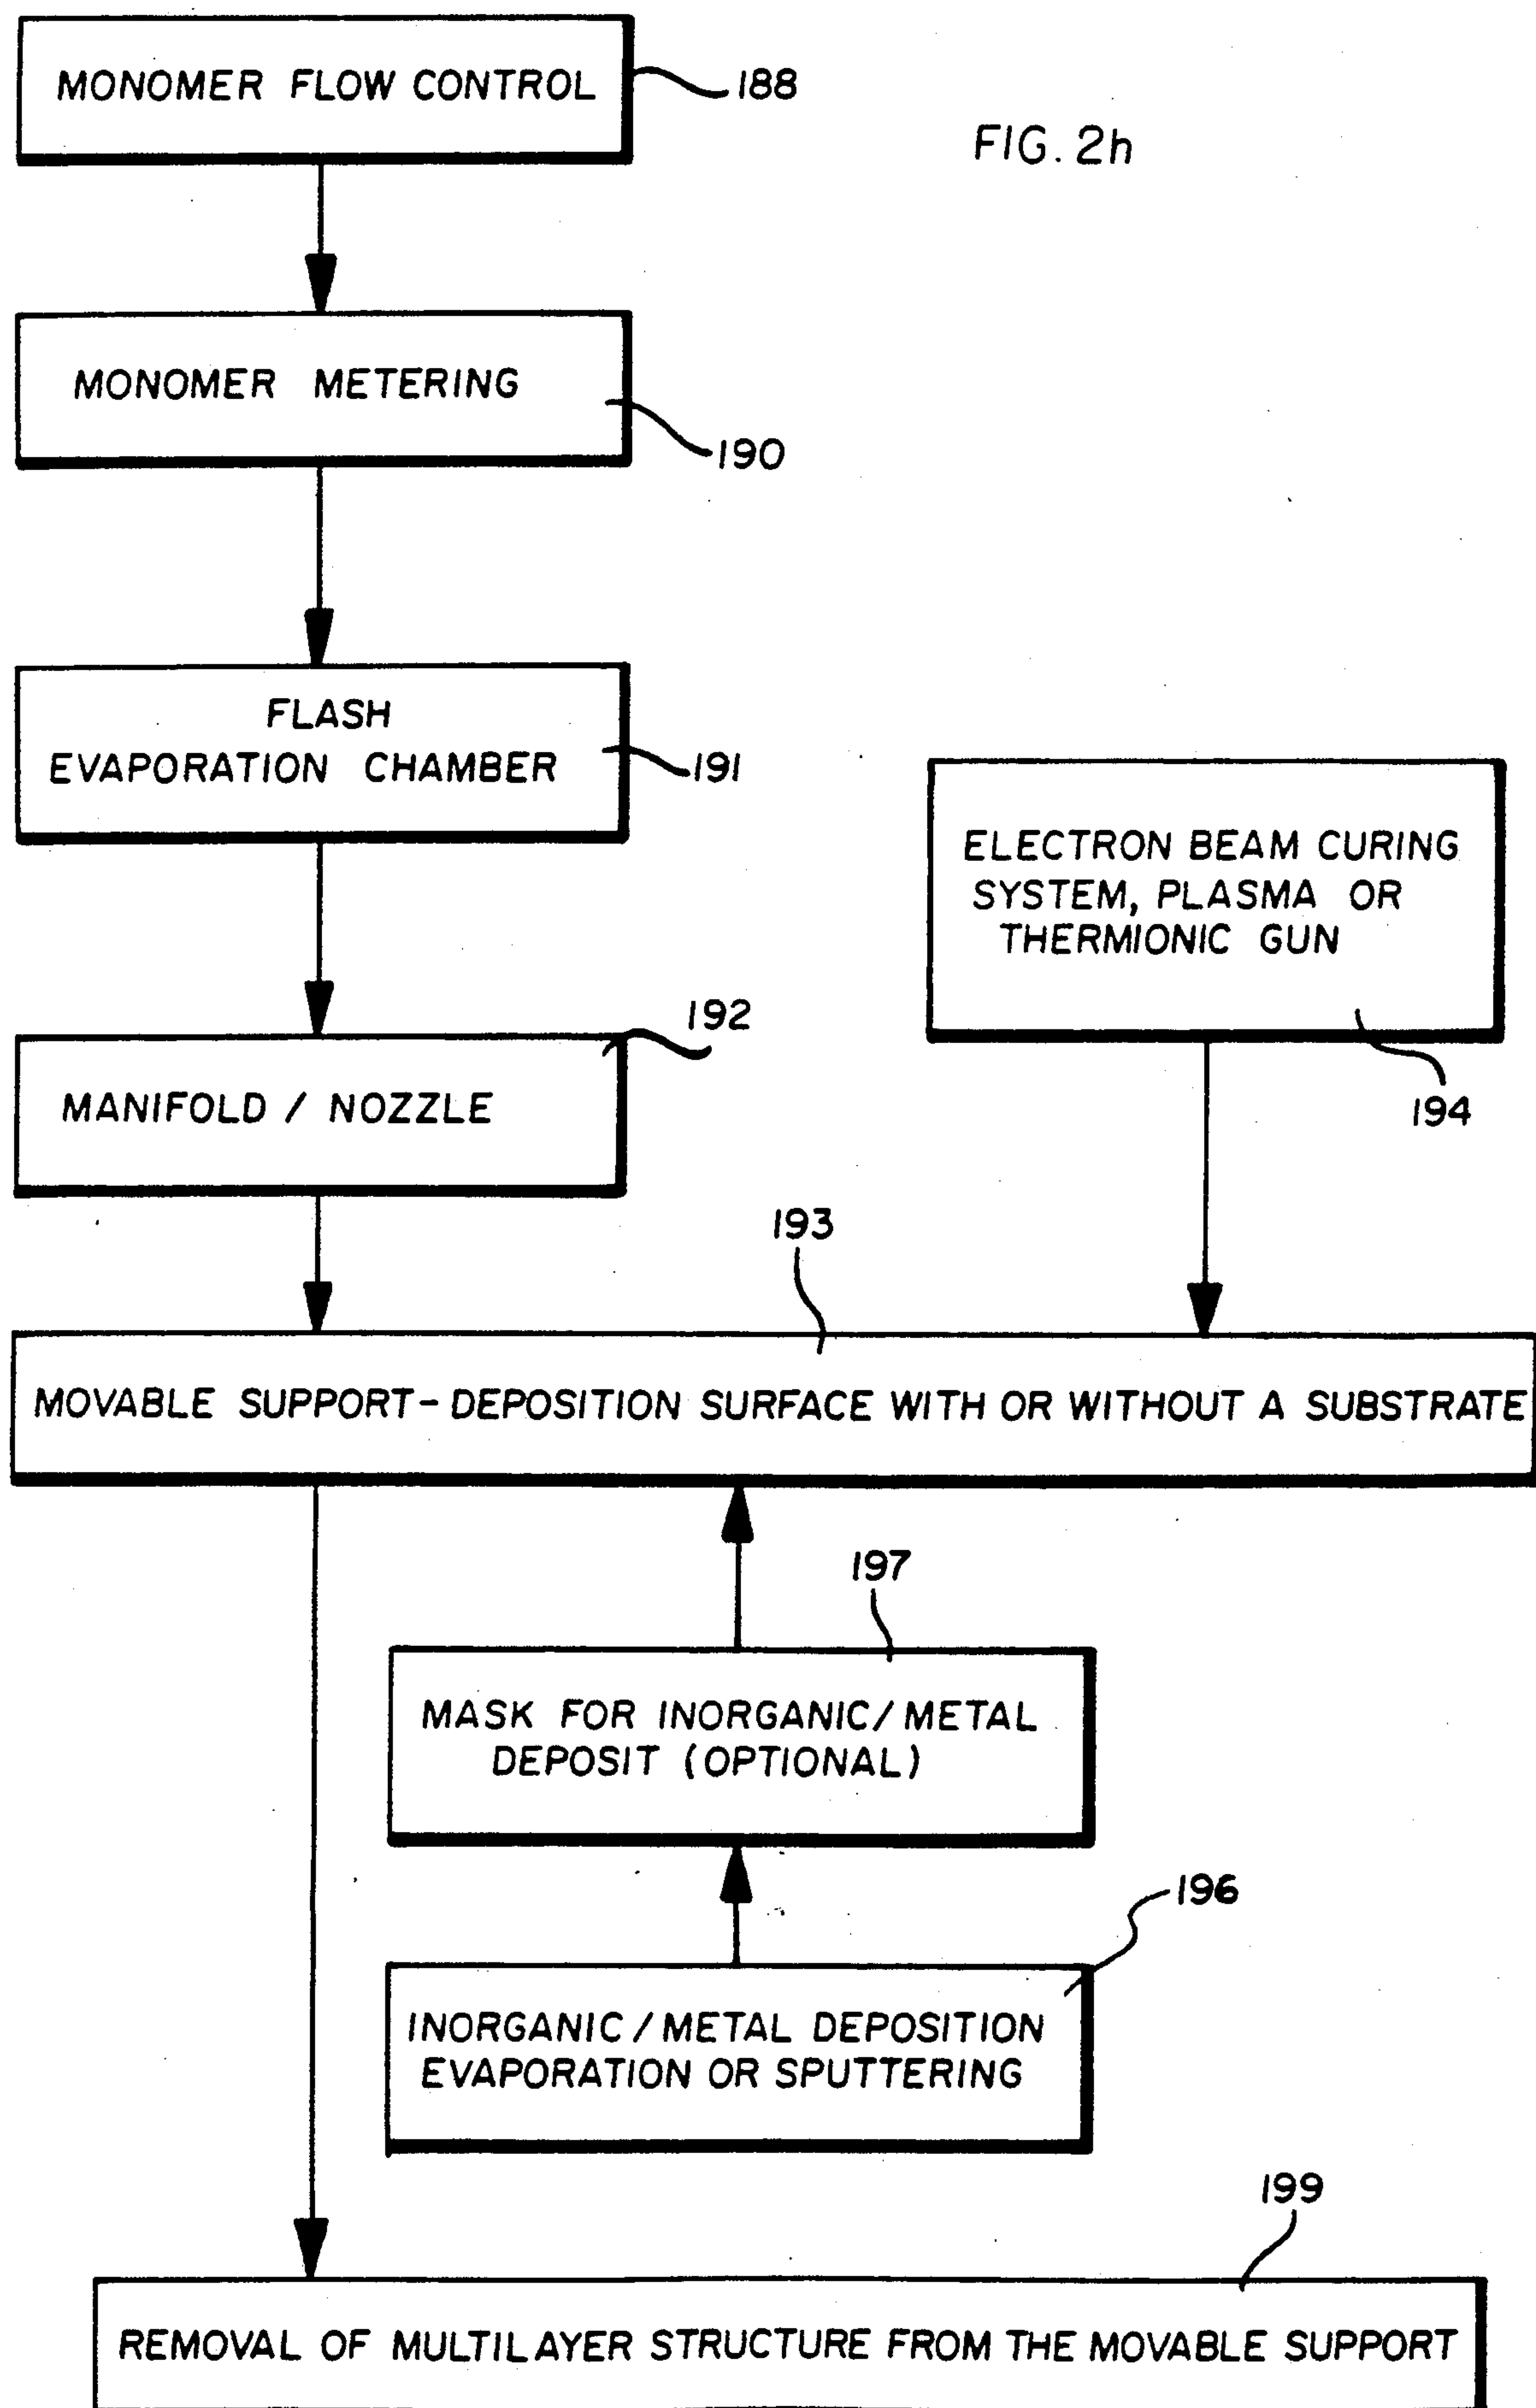 MONOMER FLOW CONTROL
188
FIG. 2h
MONOMER METERING
190
FLASH
EVAPORATION CHAMBER
191
ELECTRON BEAM CURING
SYSTEM, PLASMA OR
THERMIONIC GUN
194
192
MANIFOLD / NOZZLE
193
MOVABLE SUPPORT-DEPOSITION SURFACE WITH OR WITHOUT A SUBSTRATE
197
MASK FOR INORGANIC/METAL
DEPOSIT (OPTIONAL)
196
INORGANIC/METAL DEPOSITION
EVAPORATION OR SPUTTERING
199
REMOVAL OF MULTILAYER STRUCTURE FROM THE MOVABLE SUPPORT